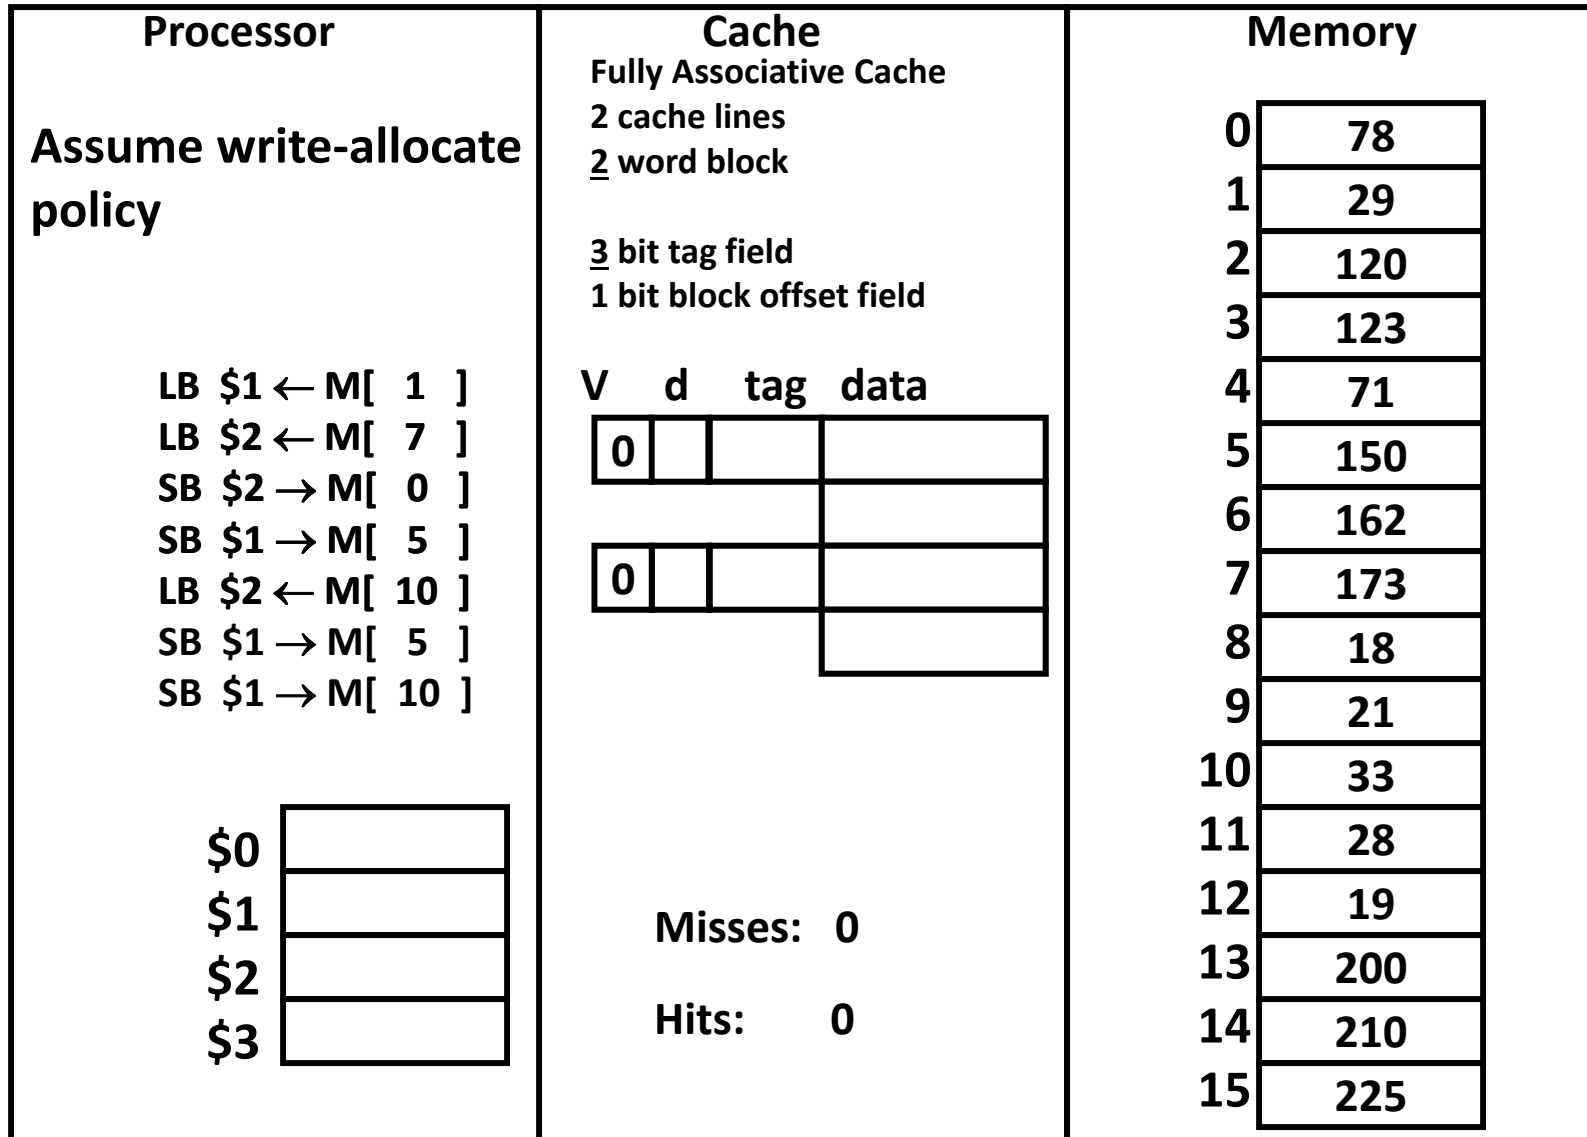 Processor
Assume write-allocate
policy
LB $1 ← M[ 1 ]
LB $2 ← M[ 7 ]
SB $2 → M[ 0 ]
SB $1 → M[ 5 ]
LB $2 ← M[ 10 ]
SB $1 → M[ 5 ]
SB $1 → M[ 10 ]
$0
$1
$2
$3
Cache
Fully Associative Cache
2 cache lines
2 word block
3 bit tag field
1 bit block offset field
V d tag data
0
0
Misses: 0
Hits: 0
Memory
0 78
1 29
2 120
3 123
4 71
5 150
6 162
7 173
8 18
9 21
10 33
11 28
12 19
13 200
14 210
15 225